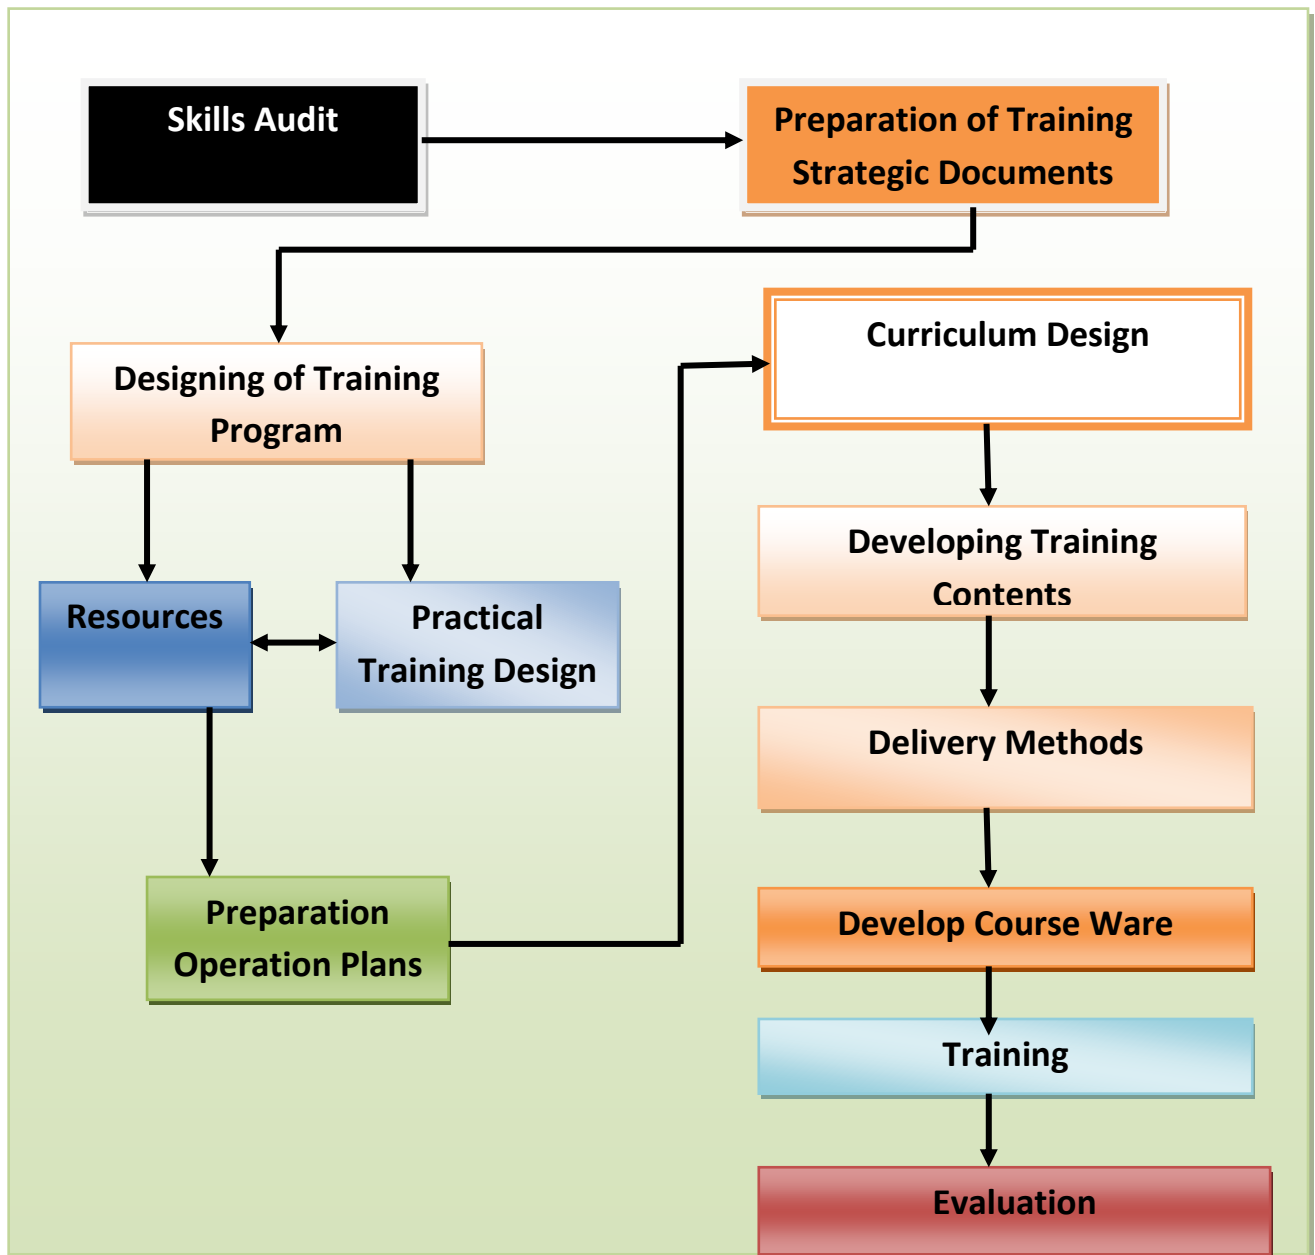 Skills Audit
Preparation of Training
Strategic Documents
Designing of Training
Program
Resources
Practical
Training Design
Preparation
Operation Plans
Curriculum Design
Developing Training
Contents
Delivery Methods
Develop Course Ware
Training
Evaluation